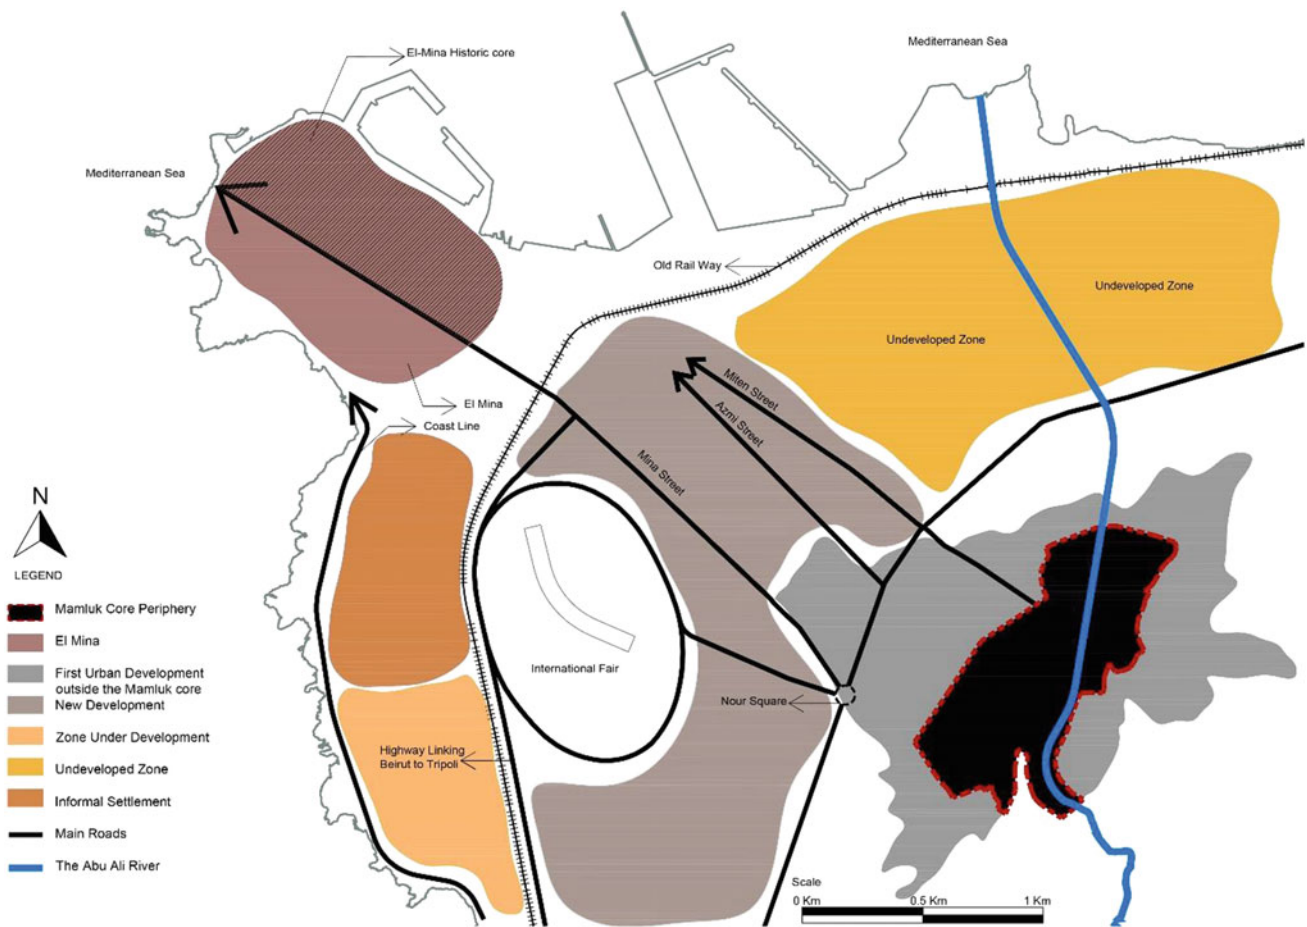 El-Mina Historic core
Mediterranean Sea
Mediterranean Sea
Old Rail Way
Undeveloped Zone
Undeveloped Zone
Miten Street
Azmi Street
El Mina
Coast Line
Mina Street
N
LEGEND
Mamluk Core Periphery
El Mina
First Urban Development
outside the Mamluk core
New Development
Zone Under Development
Undeveloped Zone
Informal Settlement
Main Roads
The Abu Ali River
International Fair
Nour Square
Highway Linking
Beirut to Tripoli
Scale
0 Km 0.5 Km 1 Km